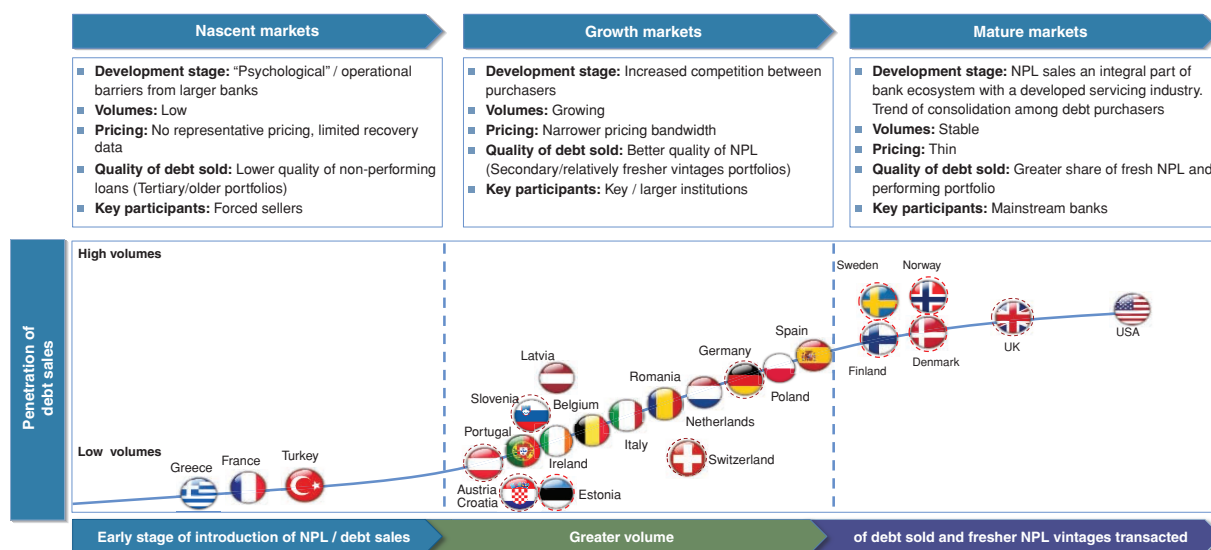 Nascent markets
Growth markets
Mature markets
Development stage: “Psychological” / operational
barriers from larger banks
Volumes: Low
Pricing: No representative pricing, limited recovery
data
Quality of debt sold: Lower quality of non-performing
loans (Tertiary/older portfolios)
Key participants: Forced sellers
Development stage: Increased competition between
purchasers
Volumes: Growing
Pricing: Narrower pricing bandwidth
Quality of debt sold: Better quality of NPL
(Secondary/relatively fresher vintages portfolios)
Key participants: Key / larger institutions
Development stage: NPL sales an integral part of
bank ecosystem with a developed servicing industry.
Trend of consolidation among debt purchasers
Volumes: Stable
Pricing: Thin
Quality of debt sold: Greater share of fresh NPL and
performing portfolio
Key participants: Mainstream banks
Penetration of
debt sales
High volumes
Low volumes
Greece
France
Turkey
Latvia
Slovenia
Belgium
Portugal
Ireland
Austria
Croatia
Estonia
Italy
Romania
Netherlands
Switzerland
Germany
Poland
Spain
Sweden
Norway
Finland
Denmark
UK
USA
Early stage of introduction of NPL / debt sales
Greater volume
of debt sold and fresher NPL vintages transacted